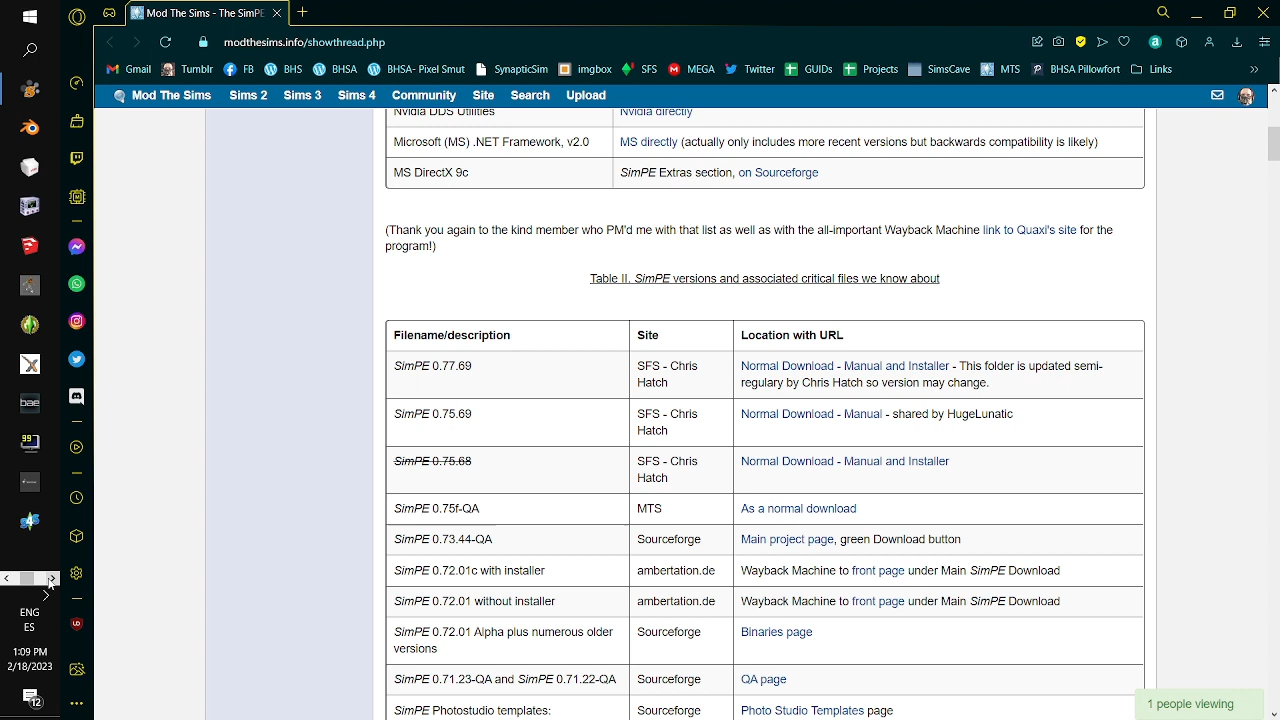 Mod The Sims - The SimPE
modthesims.info/showthread.php
Gmail Tumblr FB BHS BHSA BHSA- Pixel Smut SynapticSim imgbox SFS MEGA Twitter GUIDs Projects SimsCave MTS BHSA Pillowfort Links
Mod The Sims Sims 2 Sims 3 Sims 4 Community Site Search Upload
Nvidia DDS Utilities Nvidia directly
Microsoft (MS) .NET Framework, v2.0 MS directly (actually only includes more recent versions but backwards compatibility is likely)
MS DirectX 9c SimPE Extras section, on Sourceforge
(Thank you again to the kind member who PM'd me with that list as well as with the all-important Wayback Machine link to Quaxi's site for the
program!)
Table II. SimPE versions and associated critical files we know about
Filename/description Site Location with URL
SimPE 0.77.69 SFS - Chris Normal Download - Manual and Installer - This folder is updated semi-
Hatch regulary by Chris Hatch so version may change.
SimPE 0.75.69 SFS - Chris Normal Download - Manual - shared by HugeLunatic
Hatch
SimPE 0.75.68 SFS - Chris Normal Download - Manual and Installer
Hatch
SimPE 0.75f-QA MTS As a normal download
SimPE 0.73.44-QA Sourceforge Main project page, green Download button
SimPE 0.72.01c with installer ambertation.de Wayback Machine to front page under Main SimPE Download
SimPE 0.72.01 without installer ambertation.de Wayback Machine to front page under Main SimPE Download
SimPE 0.72.01 Alpha plus numerous older Sourceforge Binaries page
versions
SimPE 0.71.23-QA and SimPE 0.71.22-QA Sourceforge QA page
SimPE Photostudio templates: Sourceforge Photo Studio Templates page
1 people viewing
bae
99
ENG
ES
1:09 PM
2/18/2023
12